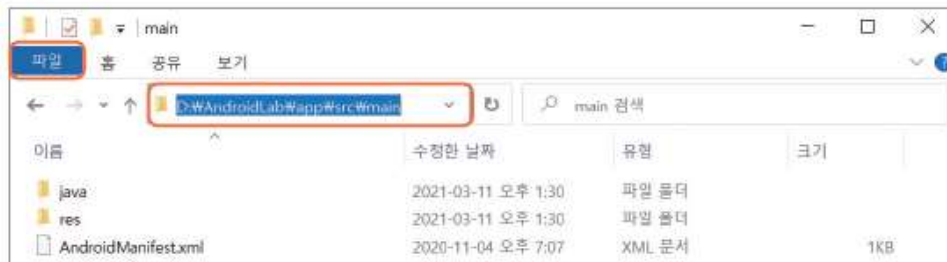 main
파일 홈 공유 보기
D:₩AndroidLab₩app₩src₩main
main 검색
이름 수정한 날짜 유형 크기
java 2021-03-11 오후 1:30 파일 폴더
res 2021-03-11 오후 1:30 파일 폴더
AndroidManifest.xml 2020-11-04 오후 7:07 XML 문서 1KB